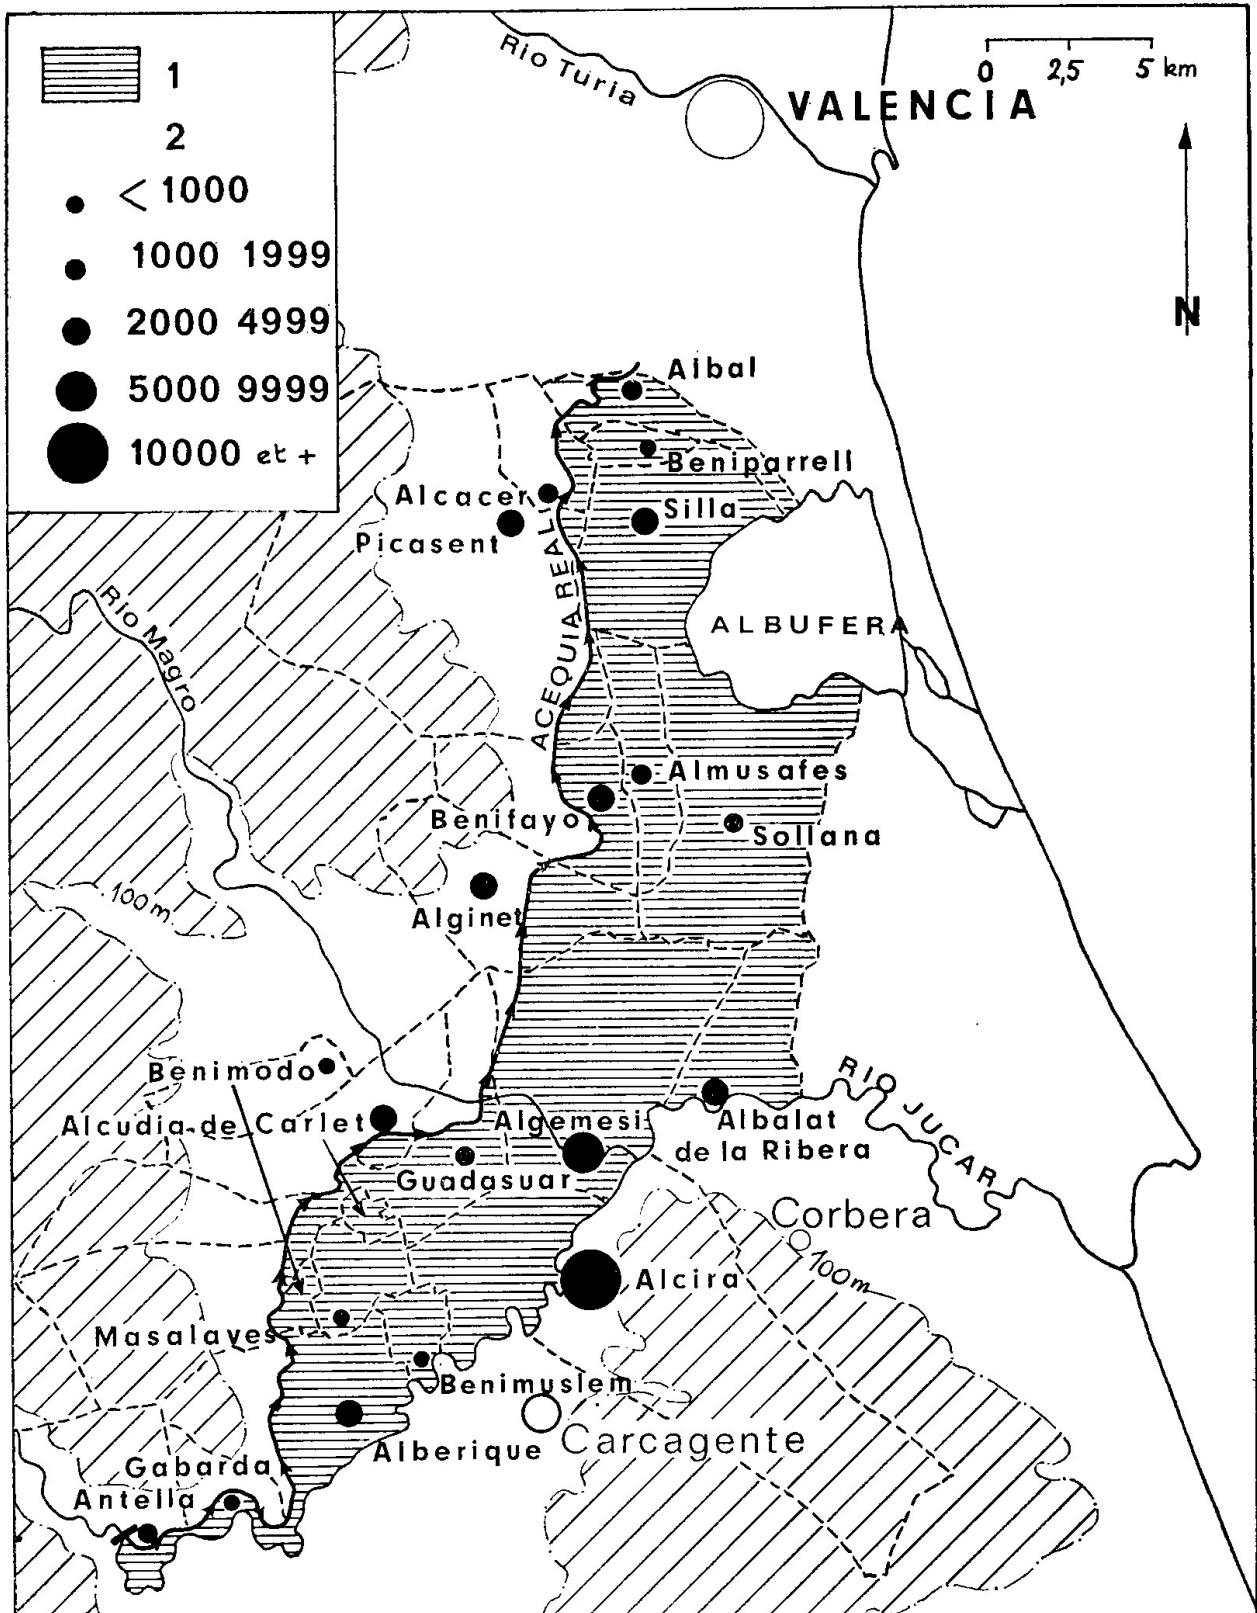 1
2
< 1000
1000 1999
2000 4999
5000 9999
10000 et +
Rio Turia
VALENCIA
0 2,5 5 km
N
Aibal
Beniparrell
Alcacer
Silla
Picasent
ACEQUIA REAL
ALBUFERA
Rio Magro
Almusafes
Benifayo
Sollana
100m
Alginet
Benimodo
RIO JUCAR
Alcudia de Carlet
Algemesi
Albalat
de la Ribera
Guadasuar
Corbera
100m
Alcira
Masalaves
Benimuslem
Alberique
Carcagente
Gabarda
Antella